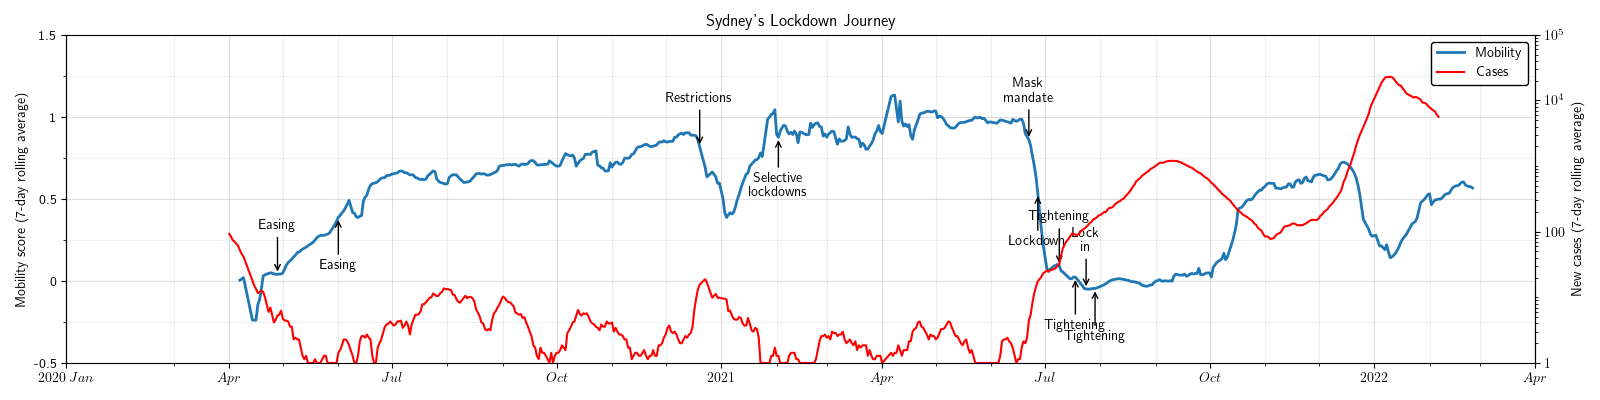 Sydney's Lockdown Journey
Mobility score (7-day rolling average)
1.5
1
0.5
0
-0.5
New cases (7-day rolling average)
10^5
10^4
100
1
Mobility
Cases
Restrictions
Mask
mandate
Selective
lockdowns
Easing
Easing
Tightening
Lockdown
Lock
in
Tightening
Tightening
2020 Jan
Apr
Jul
Oct
2021
Apr
Jul
Oct
2022
Apr